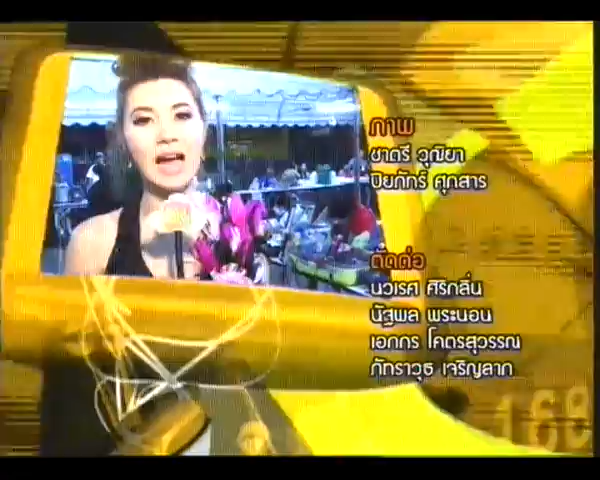 ภาพ
ชาตรี วุฒิยา
ปิยภัทร์ ศุภสาร
ตัดต่อ
นวเรศ ศิริกลิ่น
นัฐพล พระนอน
เอกกร โคตรสุวรรณ
ภัทราวุธ เจริญลาภ
168